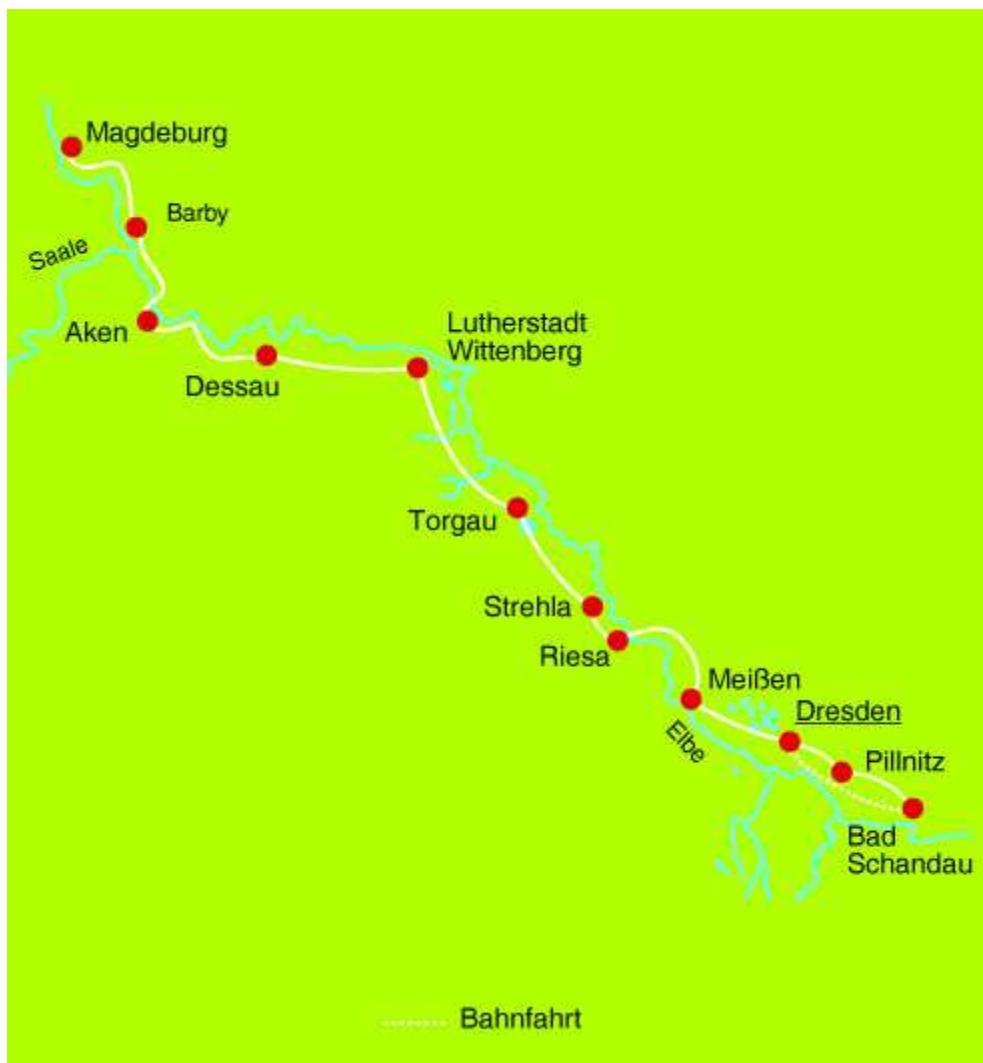 Magdeburg
Barby
Saale
Aken
Lutherstadt
Wittenberg
Dessau
Torgau
Strehla
Riesa
Meißen
Dresden
Elbe
Pillnitz
Bad
Schandau
Bahnfahrt